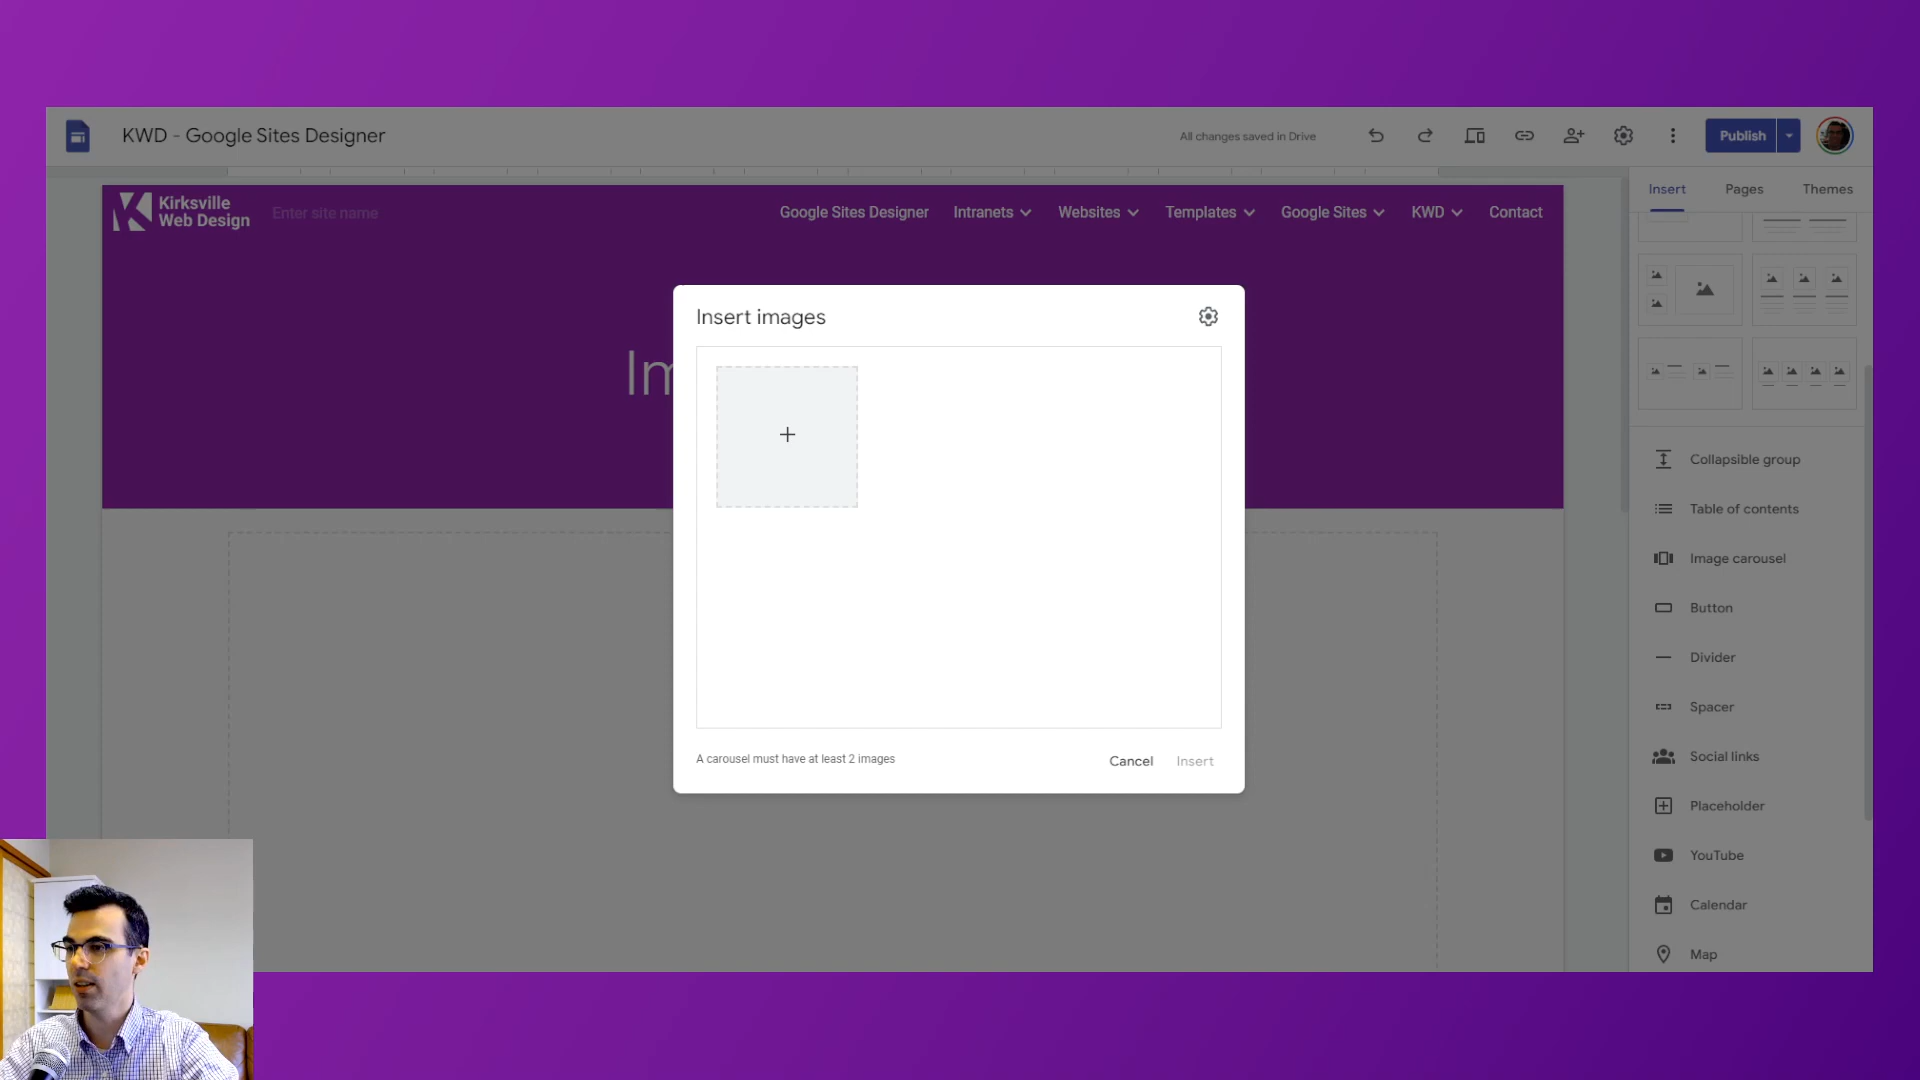 KWD - Google Sites Designer
All changes saved in Drive
Publish
Kirksville
Web Design
Enter site name
Google Sites Designer
Intranets
Websites
Templates
Google Sites
KWD
Contact
Insert
Pages
Themes
Im
Insert images
A carousel must have at least 2 images
Cancel
Insert
Collapsible group
Table of contents
Image carousel
Button
Divider
Spacer
Social links
Placeholder
YouTube
Calendar
Map